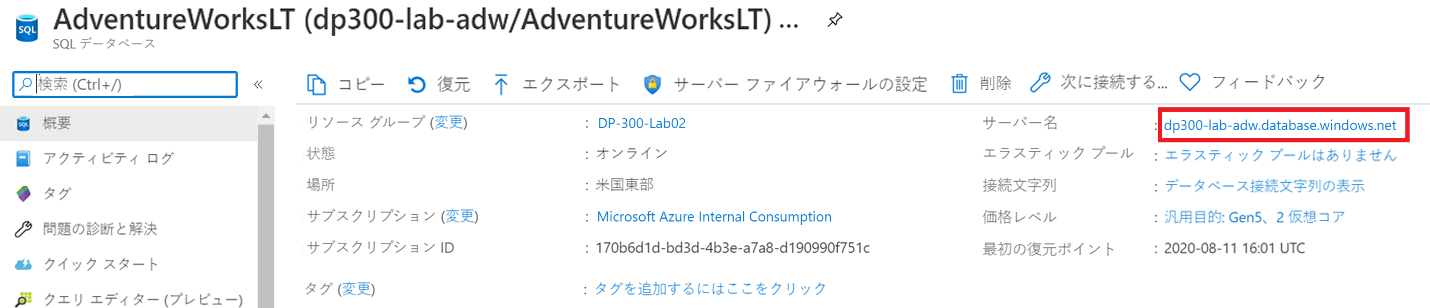 AdventureWorksLT (dp300-lab-adw/AdventureWorksLT) ...
SQL データベース
検索 (Ctrl+/)
«
コピー 復元 エクスポート サーバー ファイアウォールの設定 削除 次に接続する... フィードバック
概要
アクティビティ ログ
タグ
問題の診断と解決
クイック スタート
クエリ エディター (プレビュー)
リソース グループ (変更) : DP-300-Lab02
状態 : オンライン
場所 : 米国東部
サブスクリプション (変更) : Microsoft Azure Internal Consumption
サブスクリプション ID : 170b6d1d-bd3d-4b3e-a7a8-d190990f751c
タグ (変更) : タグを追加するにはここをクリック
サーバー名 : dp300-lab-adw.database.windows.net
エラスティック プール : エラスティック プールはありません
接続文字列 : データベース接続文字列の表示
価格レベル : 汎用目的: Gen5、2 仮想コア
最初の復元ポイント : 2020-08-11 16:01 UTC